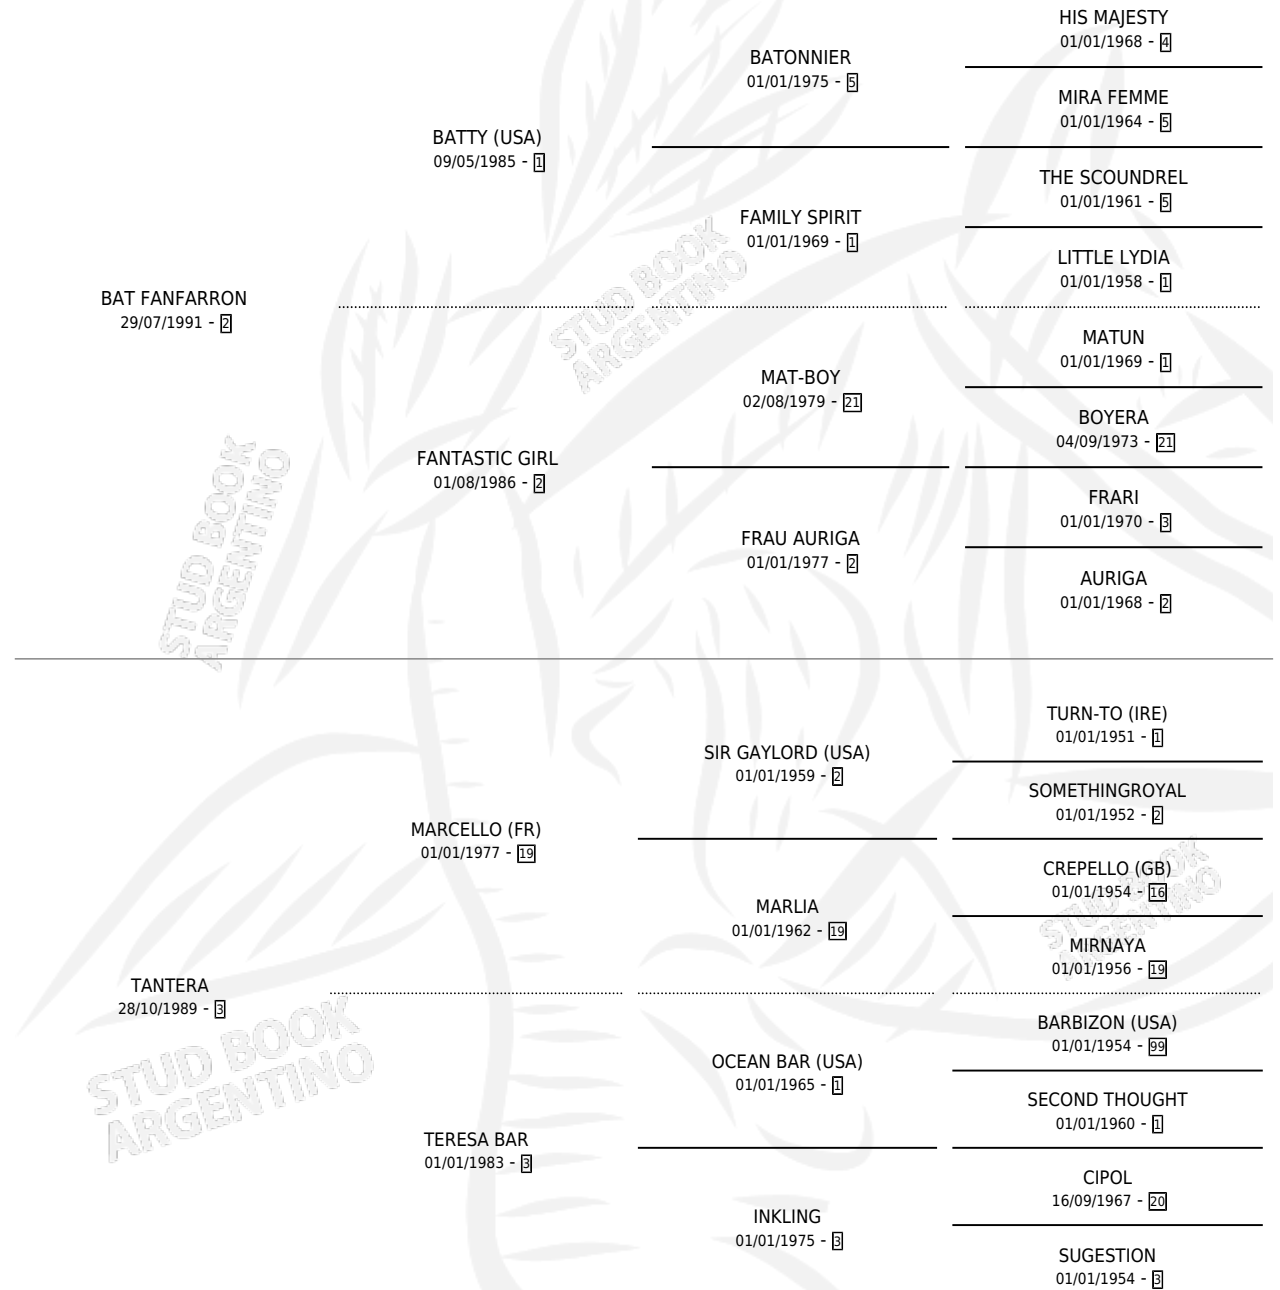 HIS MAJESTY
01/01/1968 - 4
BATONNIER
01/01/1975 - 5
MIRA FEMME
01/01/1964 - 5
BATTY (USA)
09/05/1985 - 1
THE SCOUNDREL
01/01/1961 - 5
FAMILY SPIRIT
01/01/1969 - 1
LITTLE LYDIA
01/01/1958 - 1
BAT FANFARRON
29/07/1991 - 2
MATUN
01/01/1969 - 1
MAT-BOY
02/08/1979 - 21
BOYERA
04/09/1973 - 21
FANTASTIC GIRL
01/08/1986 - 2
FRARI
01/01/1970 - 3
FRAU AURIGA
01/01/1977 - 2
AURIGA
01/01/1968 - 2
STUD BOOK
ARGENTINO
STUD BOOK
ARGENTINO
TURN-TO (IRE)
01/01/1951 - 1
SIR GAYLORD (USA)
01/01/1959 - 2
SOMETHINGROYAL
01/01/1952 - 2
MARCELLO (FR)
01/01/1977 - 19
CREPELLO (GB)
01/01/1954 - 16
MARLIA
01/01/1962 - 19
MIRNAYA
01/01/1956 - 19
TANTERA
28/10/1989 - 3
BARBIZON (USA)
01/01/1954 - 99
OCEAN BAR (USA)
01/01/1965 - 1
SECOND THOUGHT
01/01/1960 - 1
TERESA BAR
01/01/1983 - 3
CIPOL
16/09/1967 - 20
INKLING
01/01/1975 - 3
SUGESTION
01/01/1954 - 3
STUD BOOK
ARGENTINO
STUD BOOK
ARGENTINO